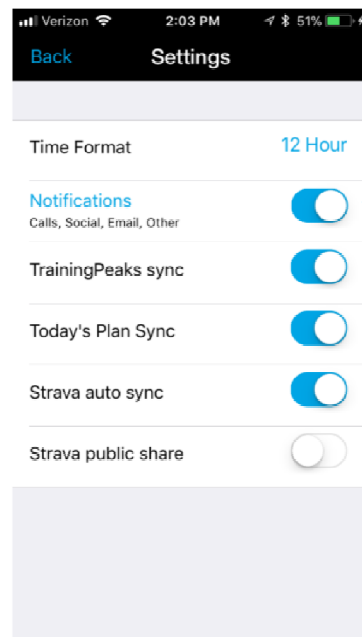 Verizon 2:03 PM 51%
Back Settings
Time Format 12 Hour
Notifications
Calls, Social, Email, Other
TrainingPeaks sync
Today's Plan Sync
Strava auto sync
Strava public share